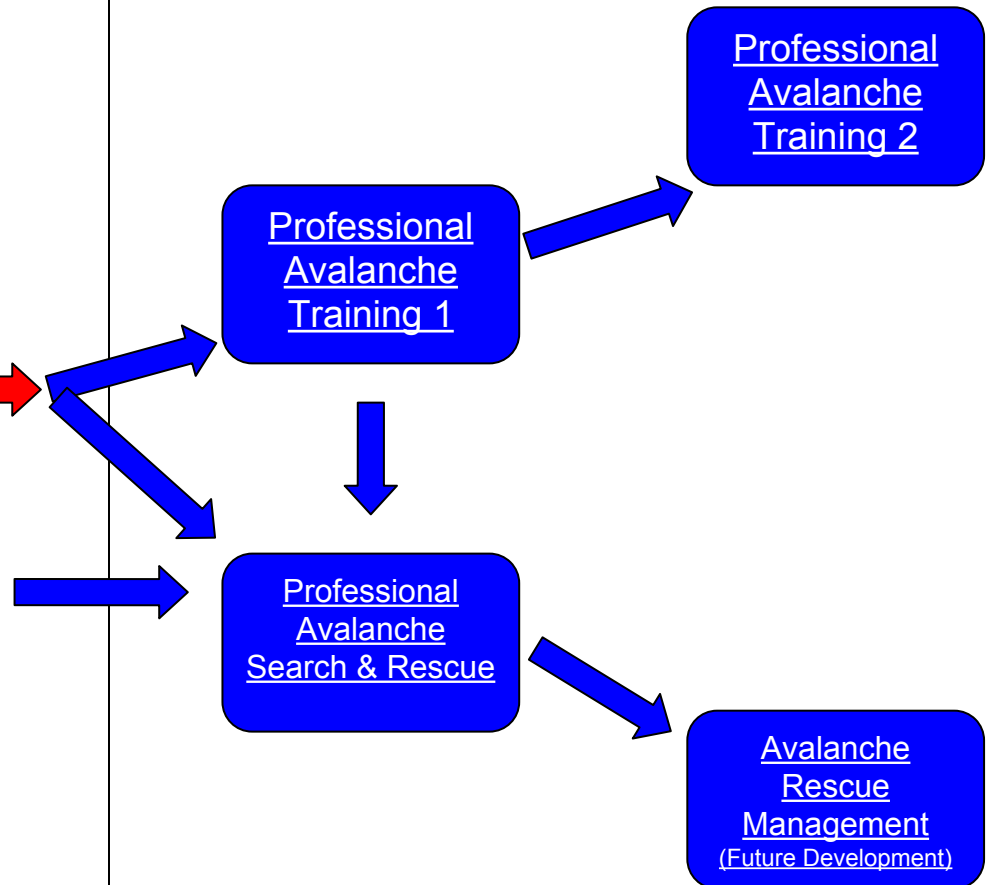 Professional
Avalanche
Training 2
Professional
Avalanche
Training 1
Professional
Avalanche
Search & Rescue
Avalanche
Rescue
Management
(Future Development)